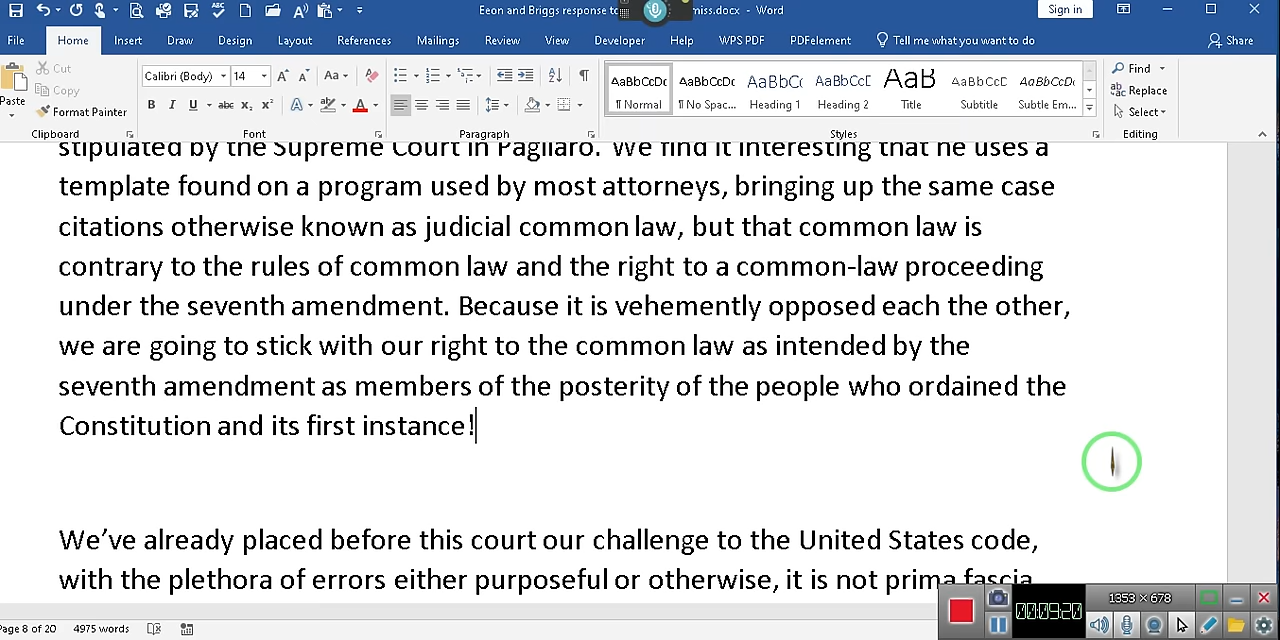 Eeon and Briggs response to miss.docx - Word
Sign in
File Home Insert Draw Design Layout References Mailings Review View Developer Help WPS PDF PDFelement Tell me what you want to do Share
Paste Cut Copy Format Painter
Calibri (Body) 14
B I U abc x₂ x²
AaBbCcDc AaBbCcDc AaBbCc AaBbCcD AaB AaBbCcD AaBbCcDc
¶ Normal ¶ No Spac... Heading 1 Heading 2 Title Subtitle Subtle Em...
Find Replace Select
Clipboard Font Paragraph Styles Editing
stipulated by the Supreme Court in Pagliaro. We find it interesting that he uses a
template found on a program used by most attorneys, bringing up the same case
citations otherwise known as judicial common law, but that common law is
contrary to the rules of common law and the right to a common-law proceeding
under the seventh amendment. Because it is vehemently opposed each the other,
we are going to stick with our right to the common law as intended by the
seventh amendment as members of the posterity of the people who ordained the
Constitution and its first instance!
We’ve already placed before this court our challenge to the United States code,
with the plethora of errors either purposeful or otherwise, it is not prima fascia
1353 × 678
00:09:20
Page 8 of 20 4975 words